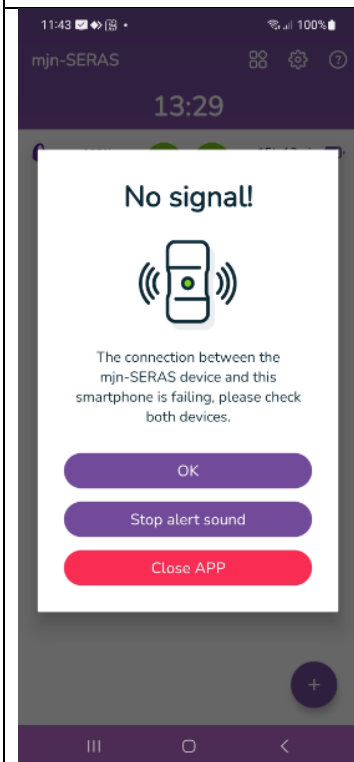 11:43 100%
mjn-SERAS
13:29
No signal!
The connection between the
mjn-SERAS device and this
smartphone is failing, please check
both devices.
OK
Stop alert sound
Close APP
+